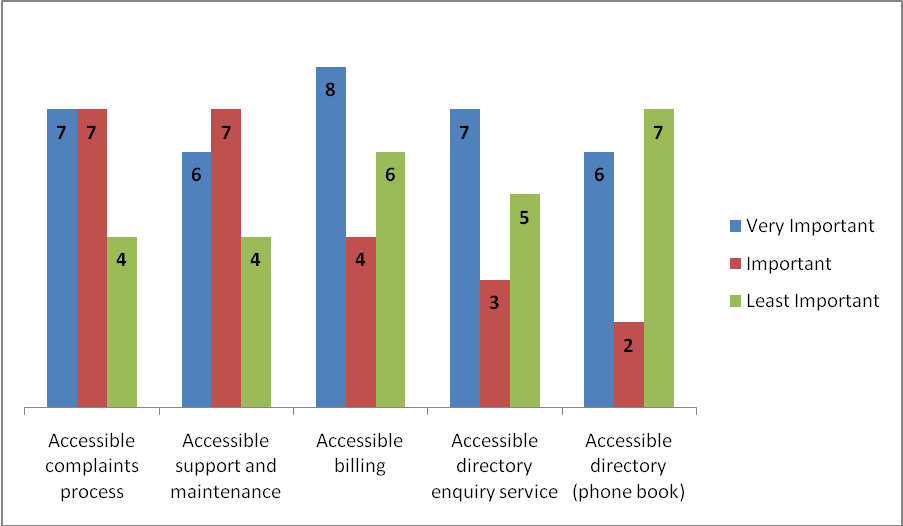 8
7 7 7 7
6 6 6
5
4 4 4
3
2
Very Important
Important
Least Important
Accessible complaints process
Accessible support and maintenance
Accessible billing
Accessible directory enquiry service
Accessible directory (phone book)